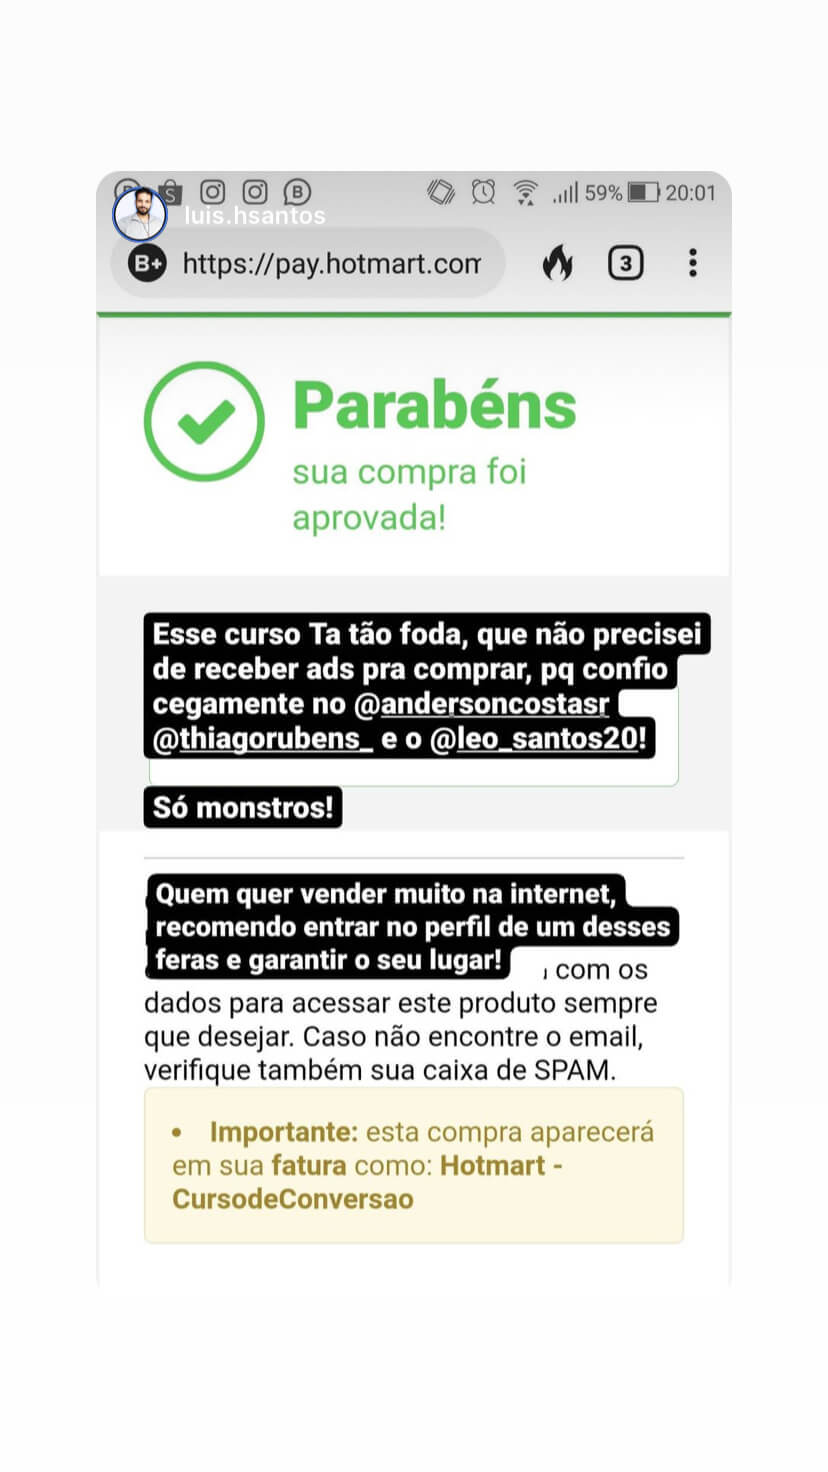 luis.hsantos
59% 20:01
B+ https://pay.hotmart.com
3
Parabéns
sua compra foi
aprovada!
Esse curso Ta tão foda, que não precisei
de receber ads pra comprar, pq confio
cegamente no @andersoncostasr
@thiagorubens_ e o @leo_santos20!
Só monstros!
Quem quer vender muito na internet,
recomendo entrar no perfil de um desses
feras e garantir o seu lugar!
com os
dados para acessar este produto sempre
que desejar. Caso não encontre o email,
verifique também sua caixa de SPAM.
• Importante: esta compra aparecerá
em sua fatura como: Hotmart -
CursodeConversao